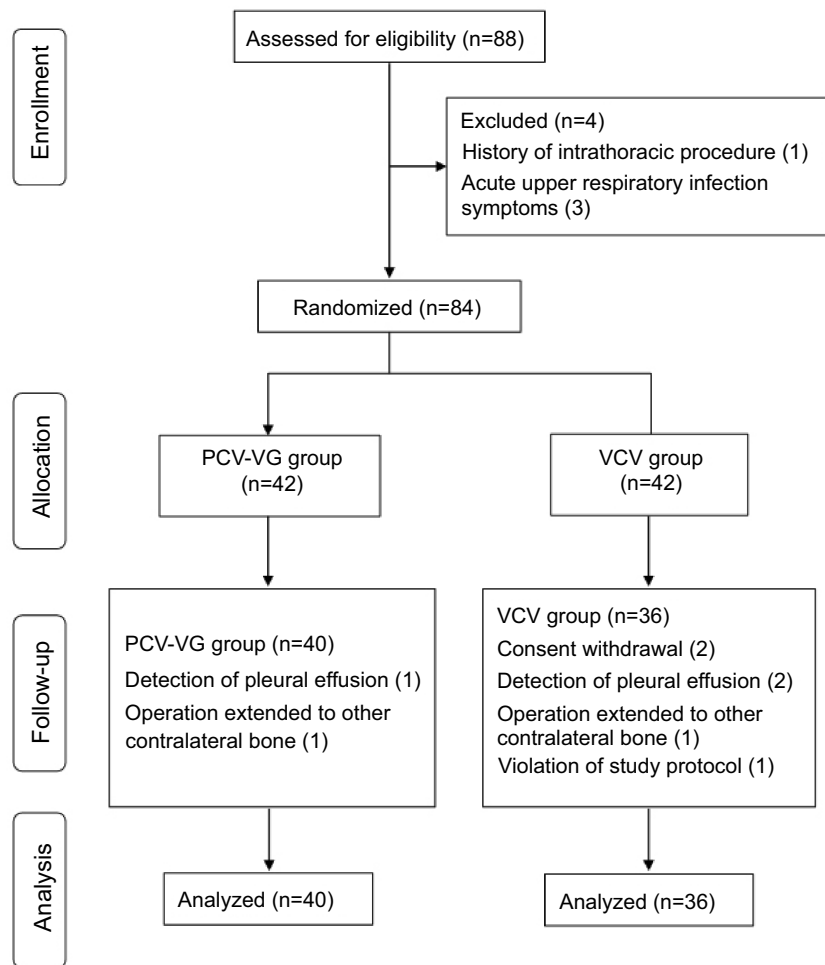 Enrollment
Assessed for eligibility (n=88)
Excluded (n=4)
History of intrathoracic procedure (1)
Acute upper respiratory infection
symptoms (3)
Randomized (n=84)
Allocation
PCV-VG group
(n=42)
VCV group
(n=42)
Follow-up
PCV-VG group (n=40)
Detection of pleural effusion (1)
Operation extended to other
contralateral bone (1)
VCV group (n=36)
Consent withdrawal (2)
Detection of pleural effusion (2)
Operation extended to other
contralateral bone (1)
Violation of study protocol (1)
Analysis
Analyzed (n=40)
Analyzed (n=36)